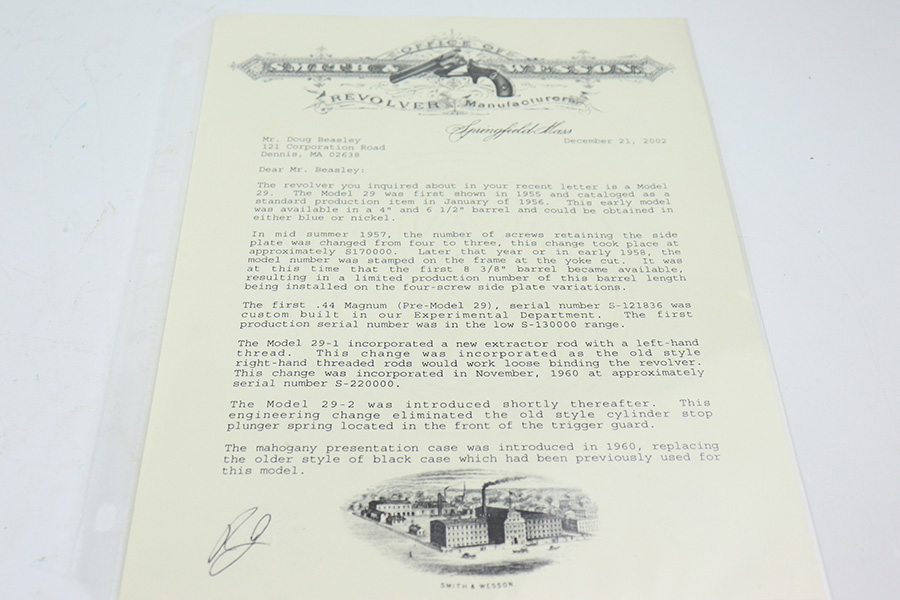 OFFICE OF
SMITH & WESSON.
REVOLVER Manufacturers
Springfield Mass
December 21, 2002
Mr. Doug Beasley
121 Corporation Road
Dennis, MA 02638
Dear Mr. Beasley:
The revolver you inquired about in your recent letter is a Model
29. The Model 29 was first shown in 1955 and cataloged as a
standard production item in January of 1956. This early model
was available in a 4" and 6 1/2" barrel and could be obtained in
either blue or nickel.
In mid summer 1957, the number of screws retaining the side
plate was changed from four to three, this change took place at
approximately S170000. Later that year or in early 1958, the
model number was stamped on the frame at the yoke cut. It was
at this time that the first 8 3/8" barrel became available,
resulting in a limited production number of this barrel length
being installed on the four-screw side plate variations.
The first .44 Magnum (Pre-Model 29), serial number S-121836 was
custom built in our Experimental Department. The first
production serial number was in the low S-130000 range.
The Model 29-1 incorporated a new extractor rod with a left-hand
thread. This change was incorporated as the old style
right-hand threaded rods would work loose binding the revolver.
This change was incorporated in November, 1960 at approximately
serial number S-220000.
The Model 29-2 was introduced shortly thereafter. This
engineering change eliminated the old style cylinder stop
plunger spring located in the front of the trigger guard.
The mahogany presentation case was introduced in 1960, replacing
the older style of black case which had been previously used for
this model.
SMITH & WESSON